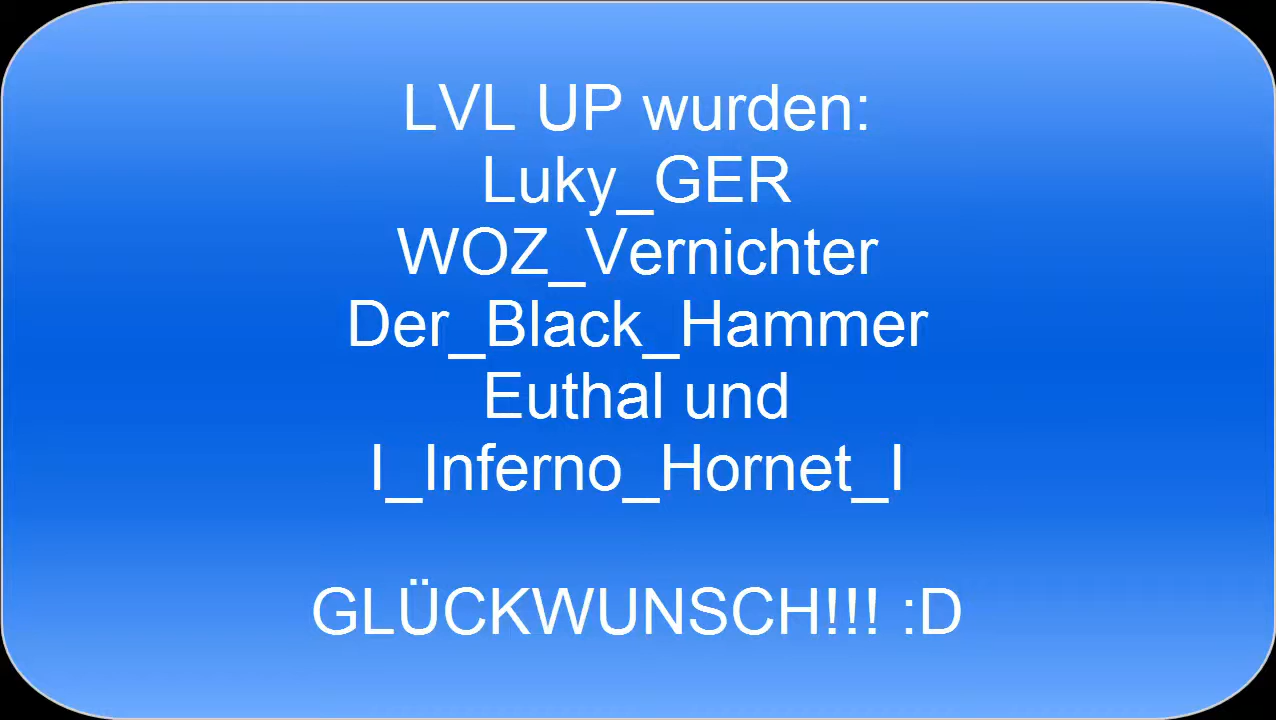 LVL UP wurden:
Luky_GER
WOZ_Vernichter
Der_Black_Hammer
Euthal und
I_Inferno_Hornet_I
GLÜCKWUNSCH!!! :D